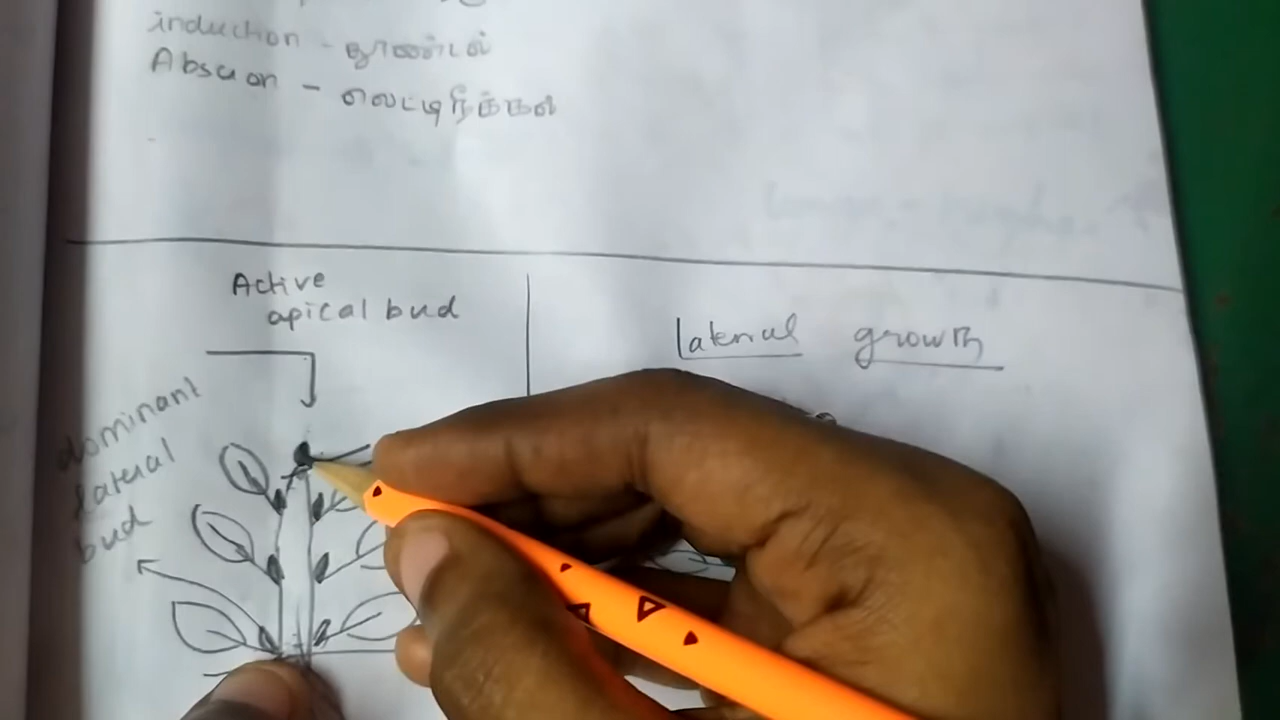 induction - தூண்டல்
Abscion - வெட்டிநீக்கல்
Active
apical bud
lateral growth
dominant
lateral
bud